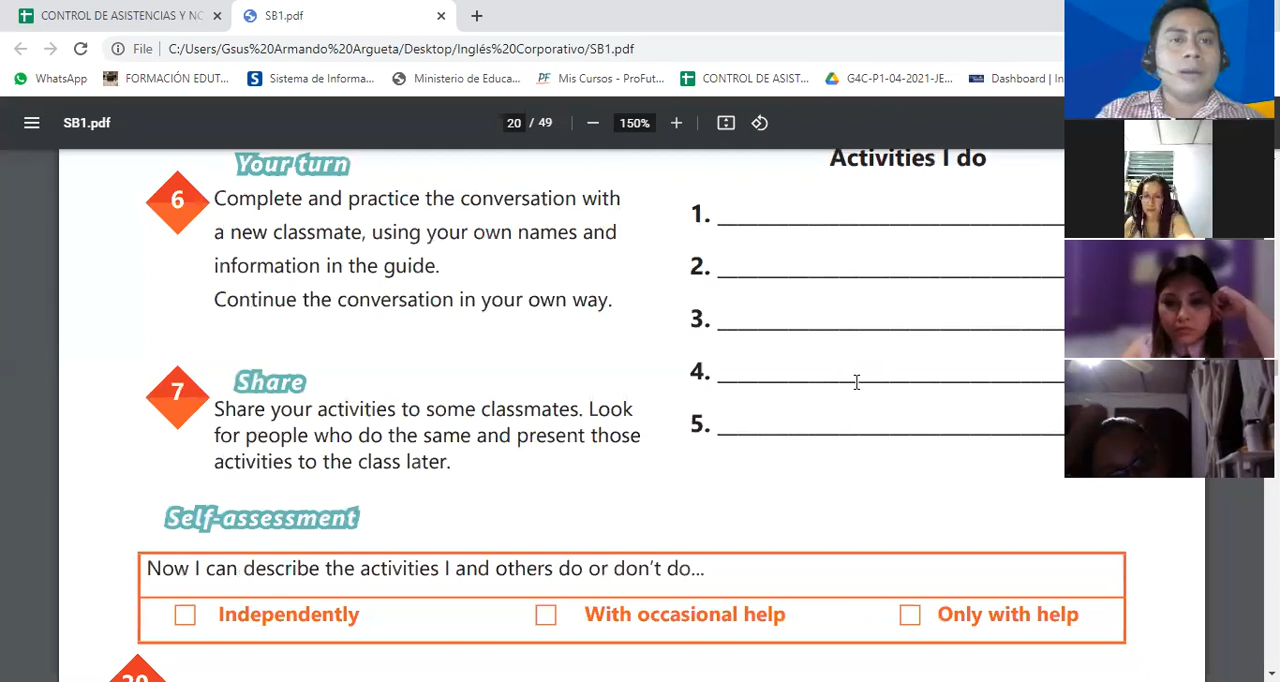 CONTROL DE ASISTENCIAS Y NO
SB1.pdf
File
C:/Users/Gsus%20Armando%20Argueta/Desktop/Inglés%20Corporativo/SB1.pdf
WhatsApp
FORMACIÓN EDUT...
Sistema de Informa...
Ministerio de Educa...
Mis Cursos - ProFut...
CONTROL DE ASIST...
G4C-P1-04-2021-JE...
Dashboard | In
SB1.pdf
20 / 49
150%
Your turn
6
Complete and practice the conversation with
a new classmate, using your own names and
information in the guide.
Continue the conversation in your own way.
7
Share
Share your activities to some classmates. Look
for people who do the same and present those
activities to the class later.
Activities I do
1.
2.
3.
4.
5.
Self-assessment
Now I can describe the activities I and others do or don't do...
Independently
With occasional help
Only with help
20